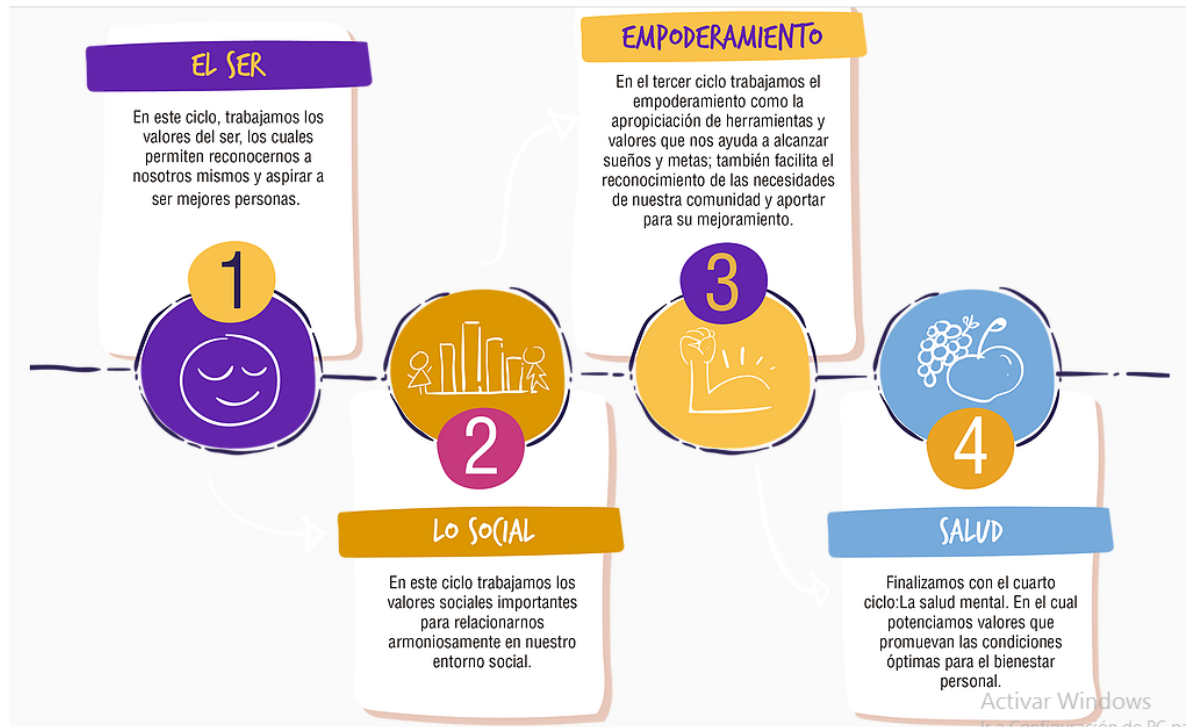 EL SER
En este ciclo, trabajamos los
valores del ser, los cuales
permiten reconocernos a
nosotros mismos y aspirar a
ser mejores personas.
1
2
LO SOCIAL
En este ciclo trabajamos los
valores sociales importantes
para relacionarnos
armoniosamente en nuestro
entorno social.
EMPODERAMIENTO
En el tercer ciclo trabajamos el
empoderamiento como la
apropiciación de herramientas y
valores que nos ayuda a alcanzar
sueños y metas; también facilita el
reconocimiento de las necesidades
de nuestra comunidad y aportar
para su mejoramiento.
3
4
SALUD
Finalizamos con el cuarto
ciclo:La salud mental. En el cual
potenciamos valores que
promuevan las condiciones
óptimas para el bienestar
personal.
Activar Windows
Ir a Configuración de PC pa